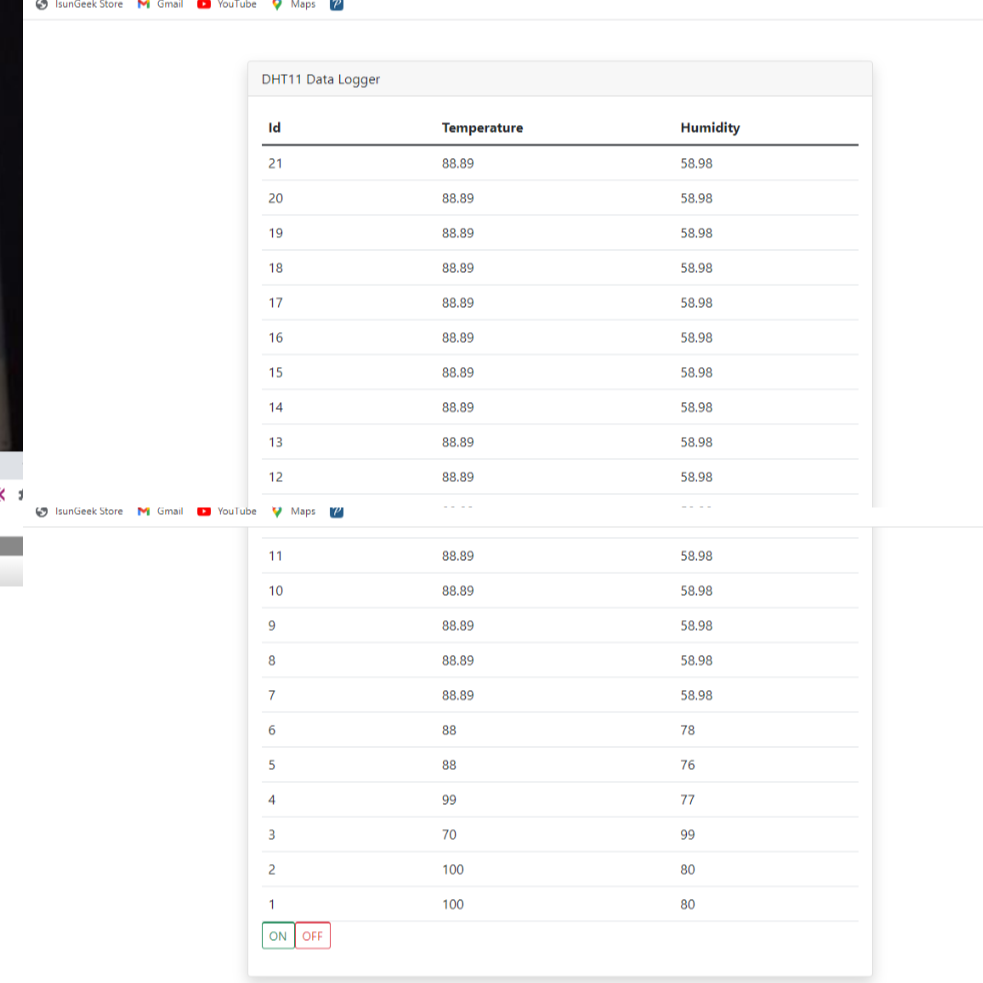 IsunGeek Store Gmail YouTube Maps
DHT11 Data Logger
Id Temperature Humidity
21 88.89 58.98
20 88.89 58.98
19 88.89 58.98
18 88.89 58.98
17 88.89 58.98
16 88.89 58.98
15 88.89 58.98
14 88.89 58.98
13 88.89 58.98
12 88.89 58.98
IsunGeek Store Gmail YouTube Maps
11 88.89 58.98
10 88.89 58.98
9 88.89 58.98
8 88.89 58.98
7 88.89 58.98
6 88 78
5 88 76
4 99 77
3 70 99
2 100 80
1 100 80
ON OFF